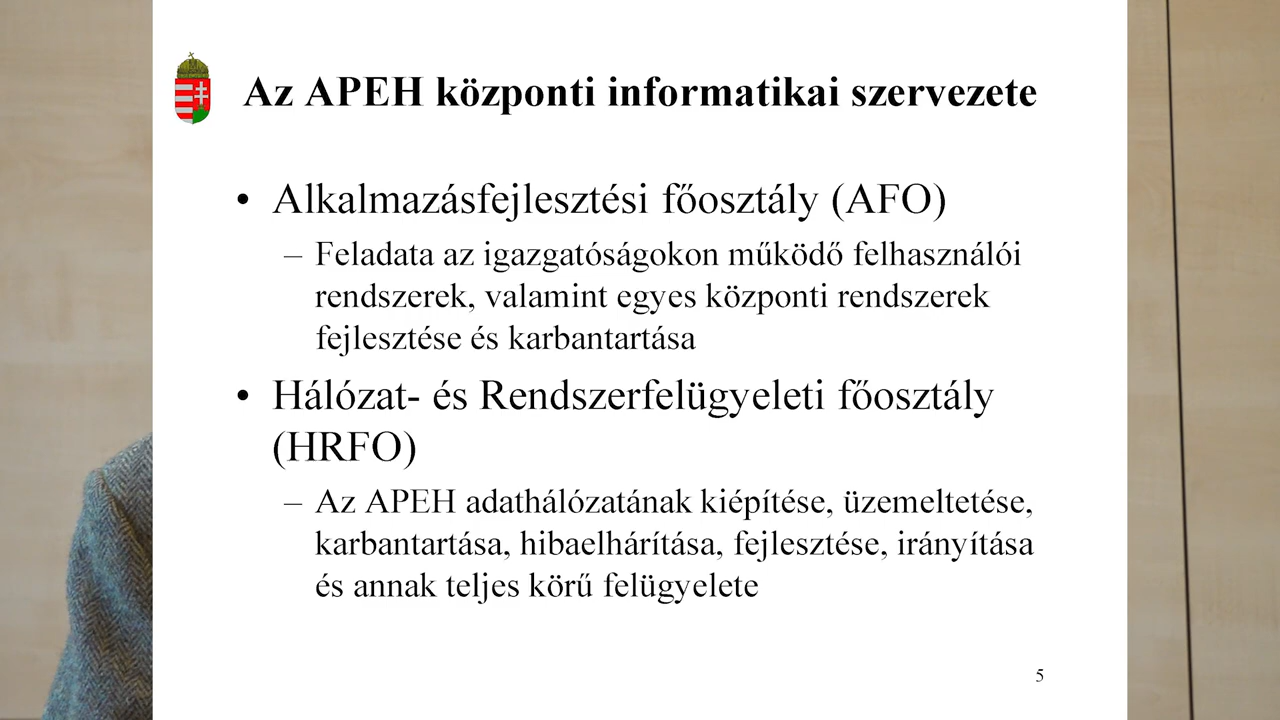 Az APEH központi informatikai szervezete
• Alkalmazásfejlesztési főosztály (AFO)
– Feladata az igazgatóságokon működő felhasználói
rendszerek, valamint egyes központi rendszerek
fejlesztése és karbantartása
• Hálózat- és Rendszerfelügyeleti főosztály
(HRFO)
– Az APEH adathálózatának kiépítése, üzemeltetése,
karbantartása, hibaelhárítása, fejlesztése, irányítása
és annak teljes körű felügyelete
5